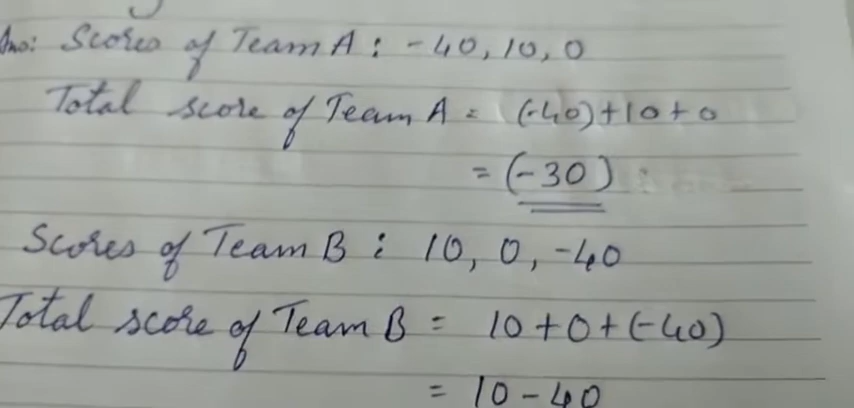 Ans: Scores of Team A : -40, 10, 0
Total score of Team A = (-40)+10+0
= (-30)
Scores of Team B : 10, 0, -40
Total score of Team B = 10+0+(-40)
= 10-40